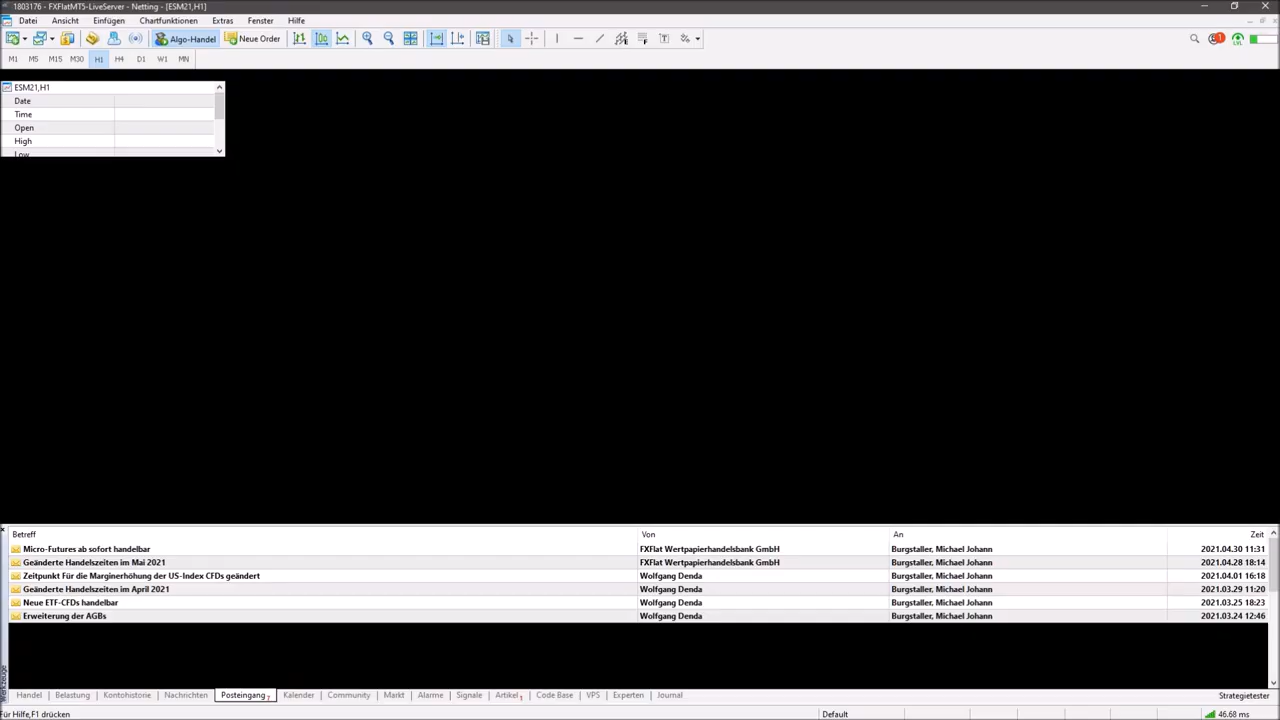 1803176 - FXFlatMT5-LiveServer - Netting - [ESM21,H1]
Datei Ansicht Einfügen Chartfunktionen Extras Fenster Hilfe
Algo-Handel Neue Order 1 LVL
M1 M5 M15 M30 H1 H4 D1 W1 MN
ESM21,H1
Date
Time
Open
High
Low
Betreff Von An Zeit
Micro-Futures ab sofort handelbar FXFlat Wertpapierhandelsbank GmbH Burgstaller, Michael Johann 2021.04.30 11:31
Geänderte Handelszeiten im Mai 2021 FXFlat Wertpapierhandelsbank GmbH Burgstaller, Michael Johann 2021.04.28 18:14
Zeitpunkt Für die Marginerhöhung der US-Index CFDs geändert Wolfgang Denda Burgstaller, Michael Johann 2021.04.01 16:18
Geänderte Handelszeiten im April 2021 Wolfgang Denda Burgstaller, Michael Johann 2021.03.29 11:20
Neue ETF-CFDs handelbar Wolfgang Denda Burgstaller, Michael Johann 2021.03.25 18:23
Erweiterung der AGBs Wolfgang Denda Burgstaller, Michael Johann 2021.03.24 12:46
Werkzeuge
Handel Belastung Kontohistorie Nachrichten Posteingang 7 Kalender Community Markt Alarme Signale Artikel 1 Code Base VPS Experten Journal Strategietester
Für Hilfe,F1 drücken Default 46.68 ms